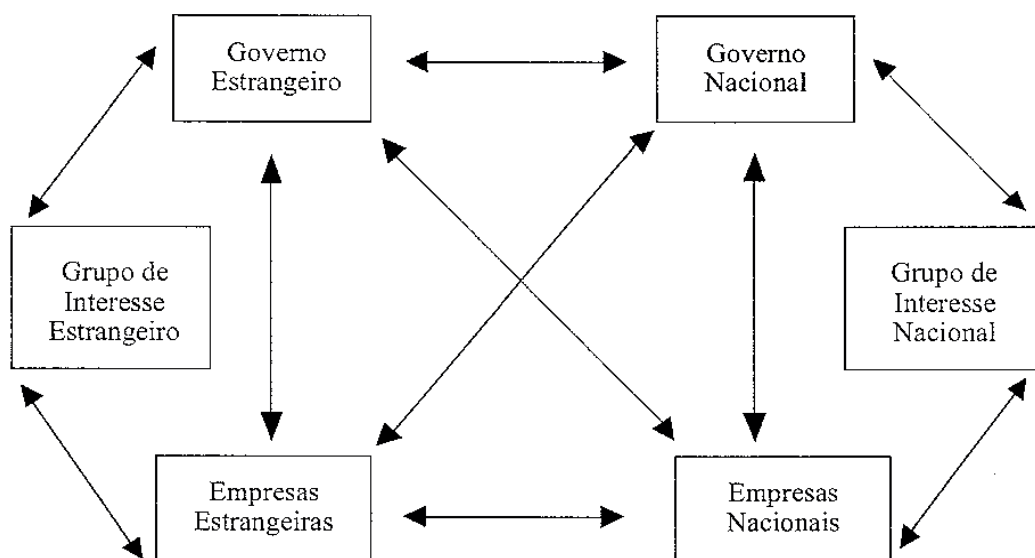 Governo
Estrangeiro
Governo
Nacional
Grupo de
Interesse
Estrangeiro
Grupo de
Interesse
Nacional
Empresas
Estrangeiras
Empresas
Nacionais